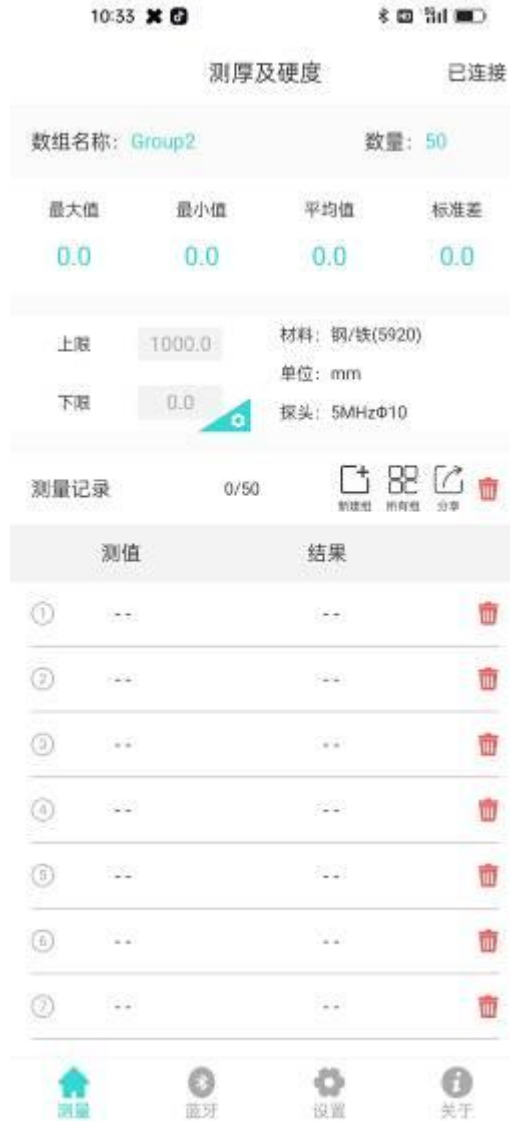 10:33
测厚及硬度 已连接
数组名称：Group2 数量：50
最大值 最小值 平均值 标准差
0.0 0.0 0.0 0.0
上限 1000.0 材料：钢/铁(5920)
单位：mm
下限 0.0 探头：5MHzΦ10
测量记录 0/50 新建组 所有组 分享
测值 结果
① -- --
② -- --
③ -- --
④ -- --
⑤ -- --
⑥ -- --
⑦ -- --
测量 蓝牙 设置 关于